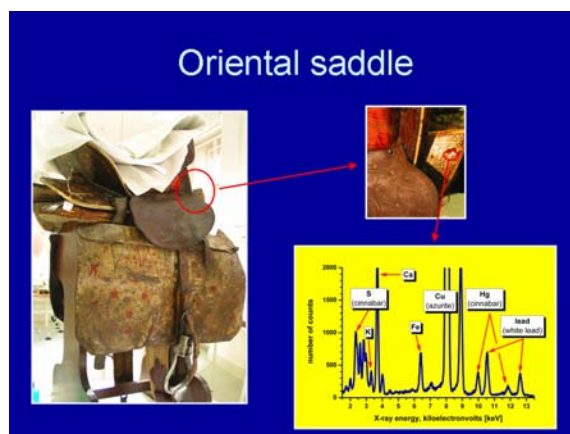 Oriental saddle
2000
1500
1000
500
0
number of counts
S
(cinnabar)
K
Ca
Fe
Cu
(azurite)
Hg
(cinnabar)
lead
(white lead)
2 3 4 5 6 7 8 9 10 11 12 13
X-ray energy, kiloelectronvolts [keV]